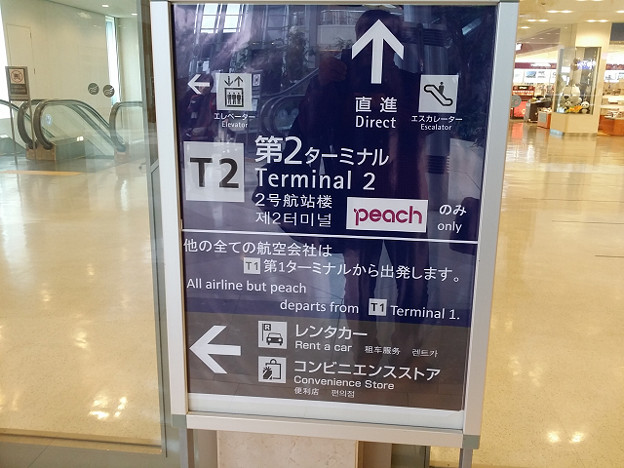 エレベーター
Elevator
直進
Direct
エスカレーター
Escalator
T2
第2ターミナル
Terminal 2
2号航站楼
제2터미널
peach
のみ
only
他の全ての航空会社は
T1 第1ターミナルから出発します。
All airline but peach
departs from T1 Terminal 1.
R
レンタカー
Rent a car 租车服务 렌트카
コンビニエンスストア
Convenience Store
便利店 편의점